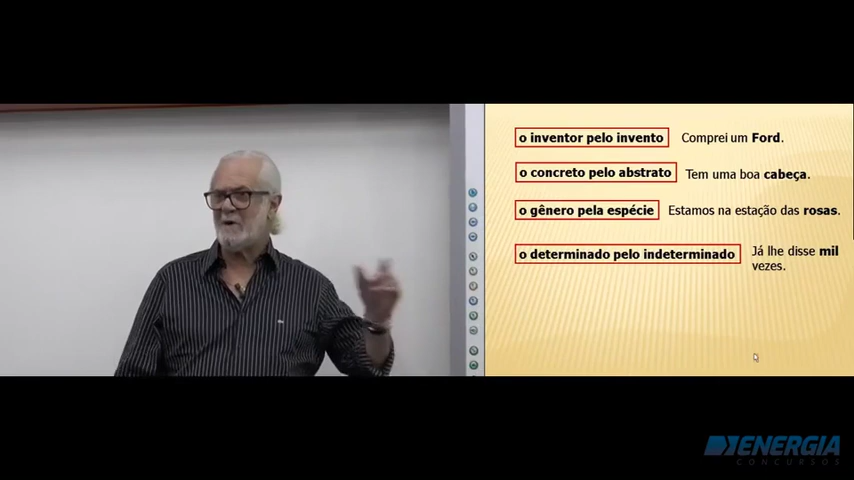 o inventor pelo invento Comprei um Ford.
o concreto pelo abstrato Tem uma boa cabeça.
o gênero pela espécie Estamos na estação das rosas.
o determinado pelo indeterminado Já lhe disse mil
vezes.
ENERGIA
CONCURSOS